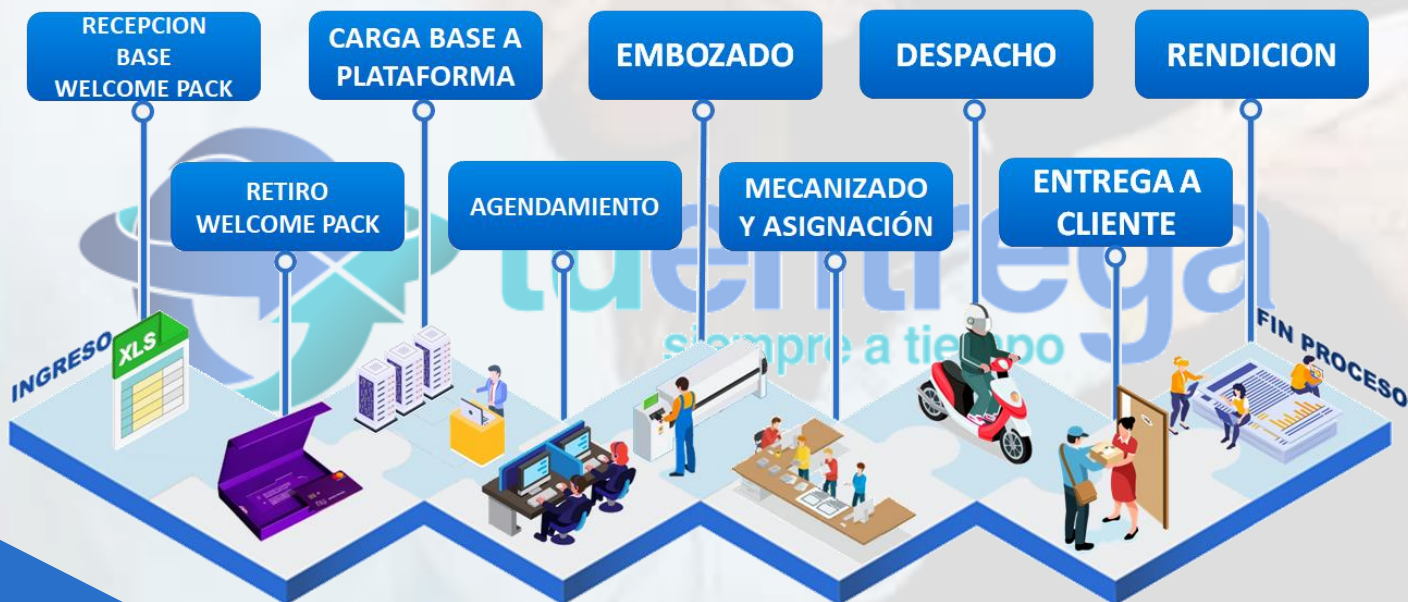 RECEPCION
BASE
WELCOME PACK
CARGA BASE A
PLATAFORMA
EMBOZADO
DESPACHO
RENDICION
RETIRO
WELCOME PACK
AGENDAMIENTO
MECANIZADO
Y ASIGNACIÓN
ENTREGA A
CLIENTE
tuentrega
siempre a tiempo
INGRESO
XLS
FIN PROCESO